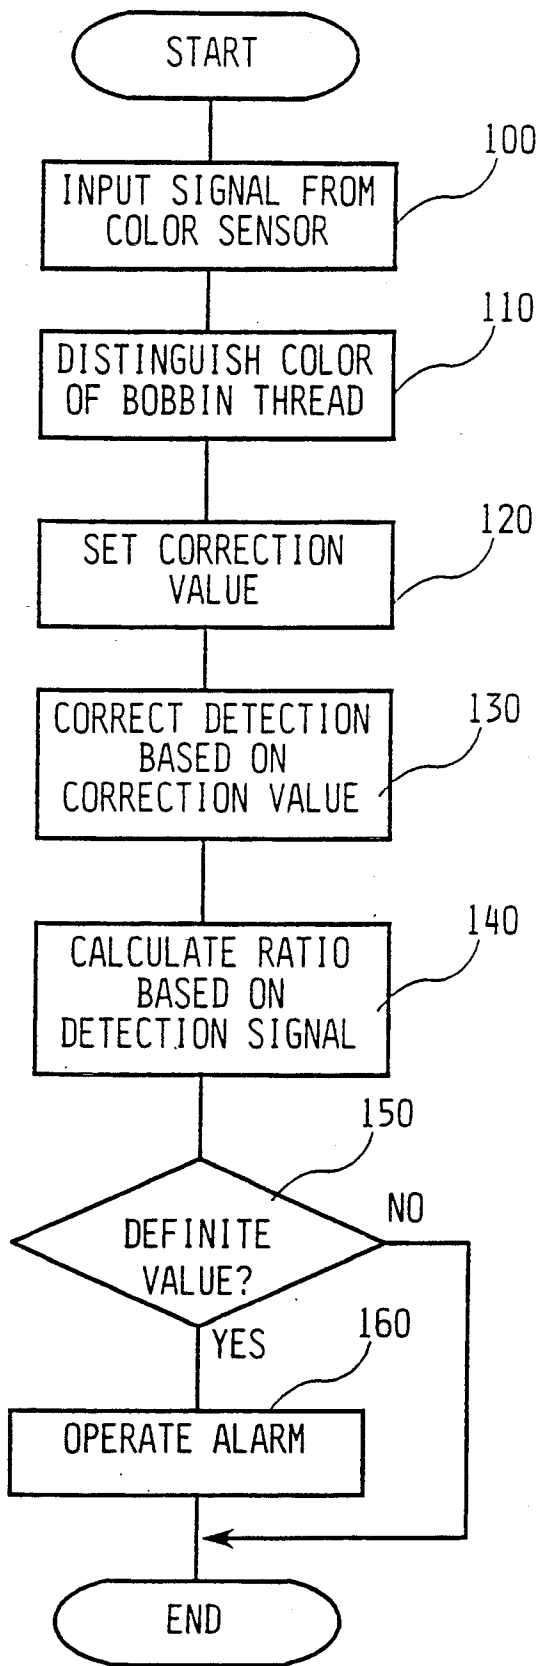 START
100
INPUT SIGNAL FROM
COLOR SENSOR
110
DISTINGUISH COLOR
OF BOBBIN THREAD
120
SET CORRECTION
VALUE
130
CORRECT DETECTION
BASED ON
CORRECTION VALUE
140
CALCULATE RATIO
BASED ON
DETECTION SIGNAL
150
NO
DEFINITE
VALUE?
YES
160
OPERATE ALARM
END